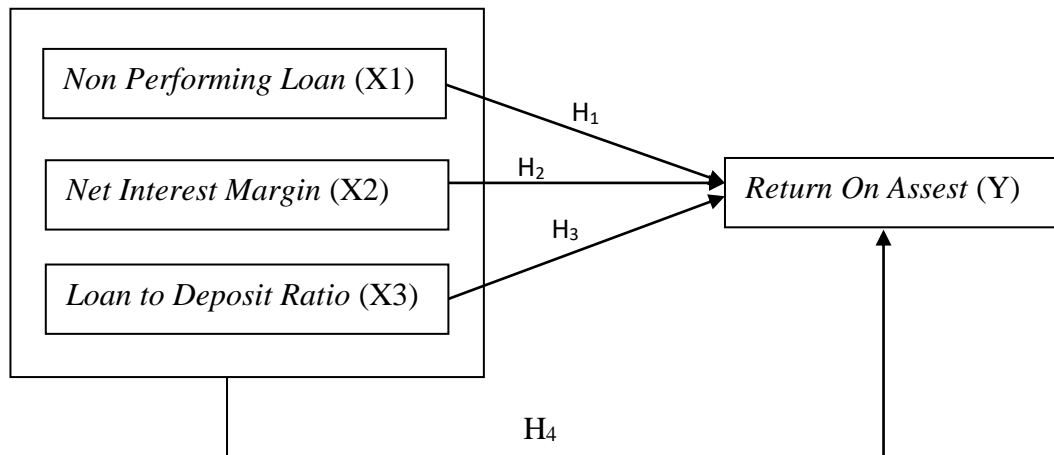 Non Performing Loan (X1)
H₁
Net Interest Margin (X2)
H₂
Return On Assest (Y)
H₃
Loan to Deposit Ratio (X3)
H₄